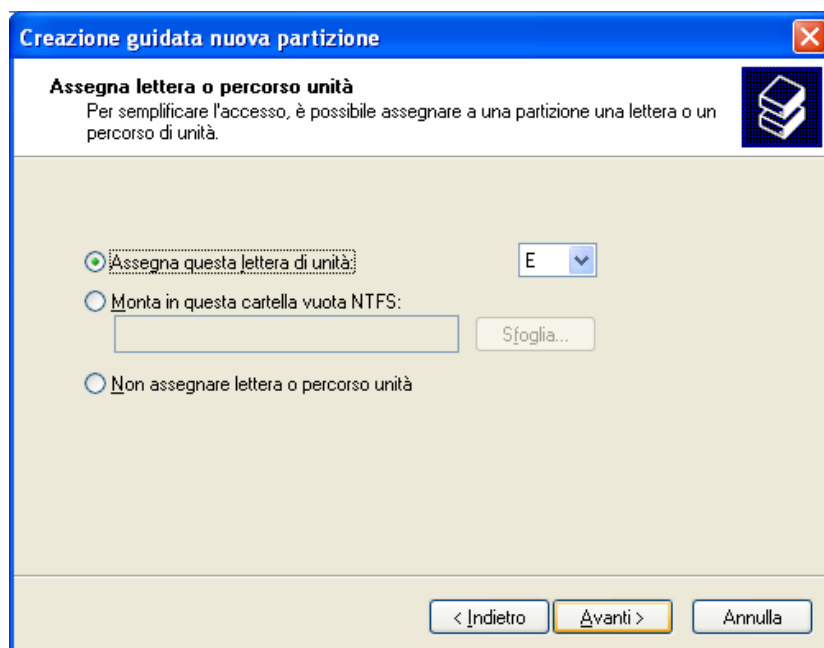 Creazione guidata nuova partizione
Assegna lettera o percorso unità
Per semplificare l'accesso, è possibile assegnare a una partizione una lettera o un
percorso di unità.
Assegna questa lettera di unità:
E
Monta in questa cartella vuota NTFS:
Sfoglia...
Non assegnare lettera o percorso unità
< Indietro
Avanti >
Annulla